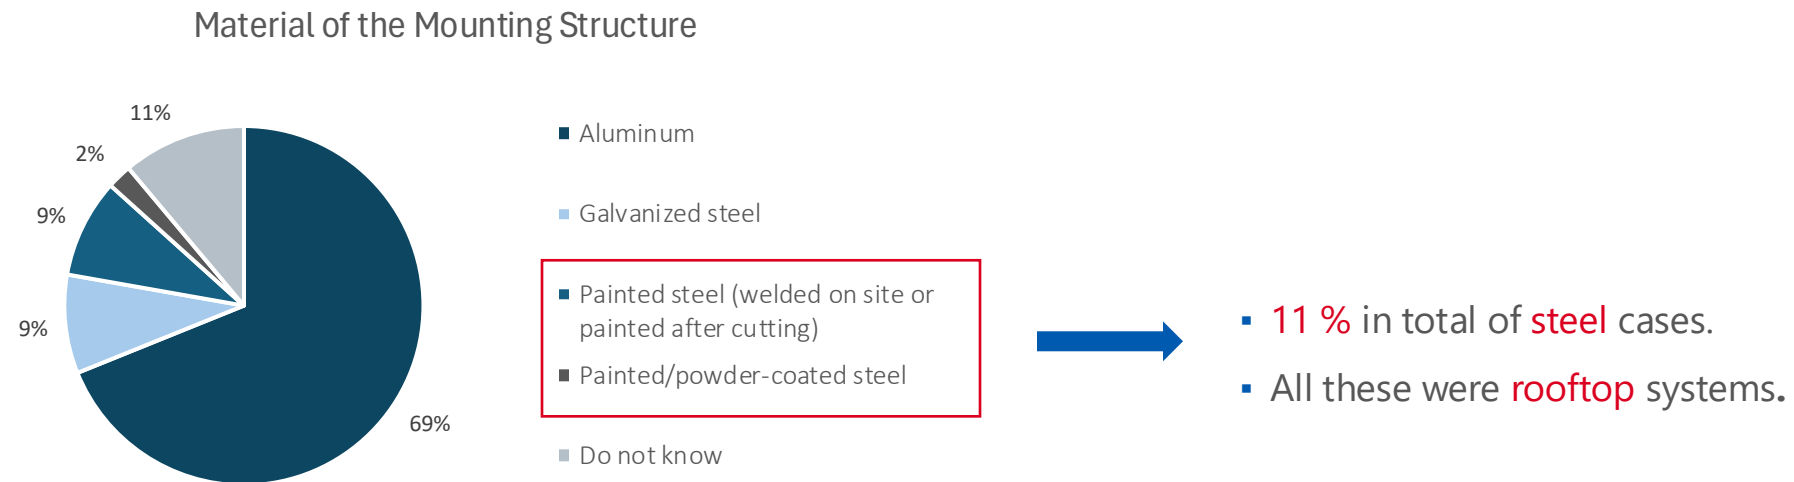 Material of the Mounting Structure
11%
2%
9%
9%
69%
Aluminum
Galvanized steel
Painted steel (welded on site or
painted after cutting)
Painted/powder-coated steel
Do not know
▪ 11 % in total of steel cases.
▪ All these were rooftop systems.